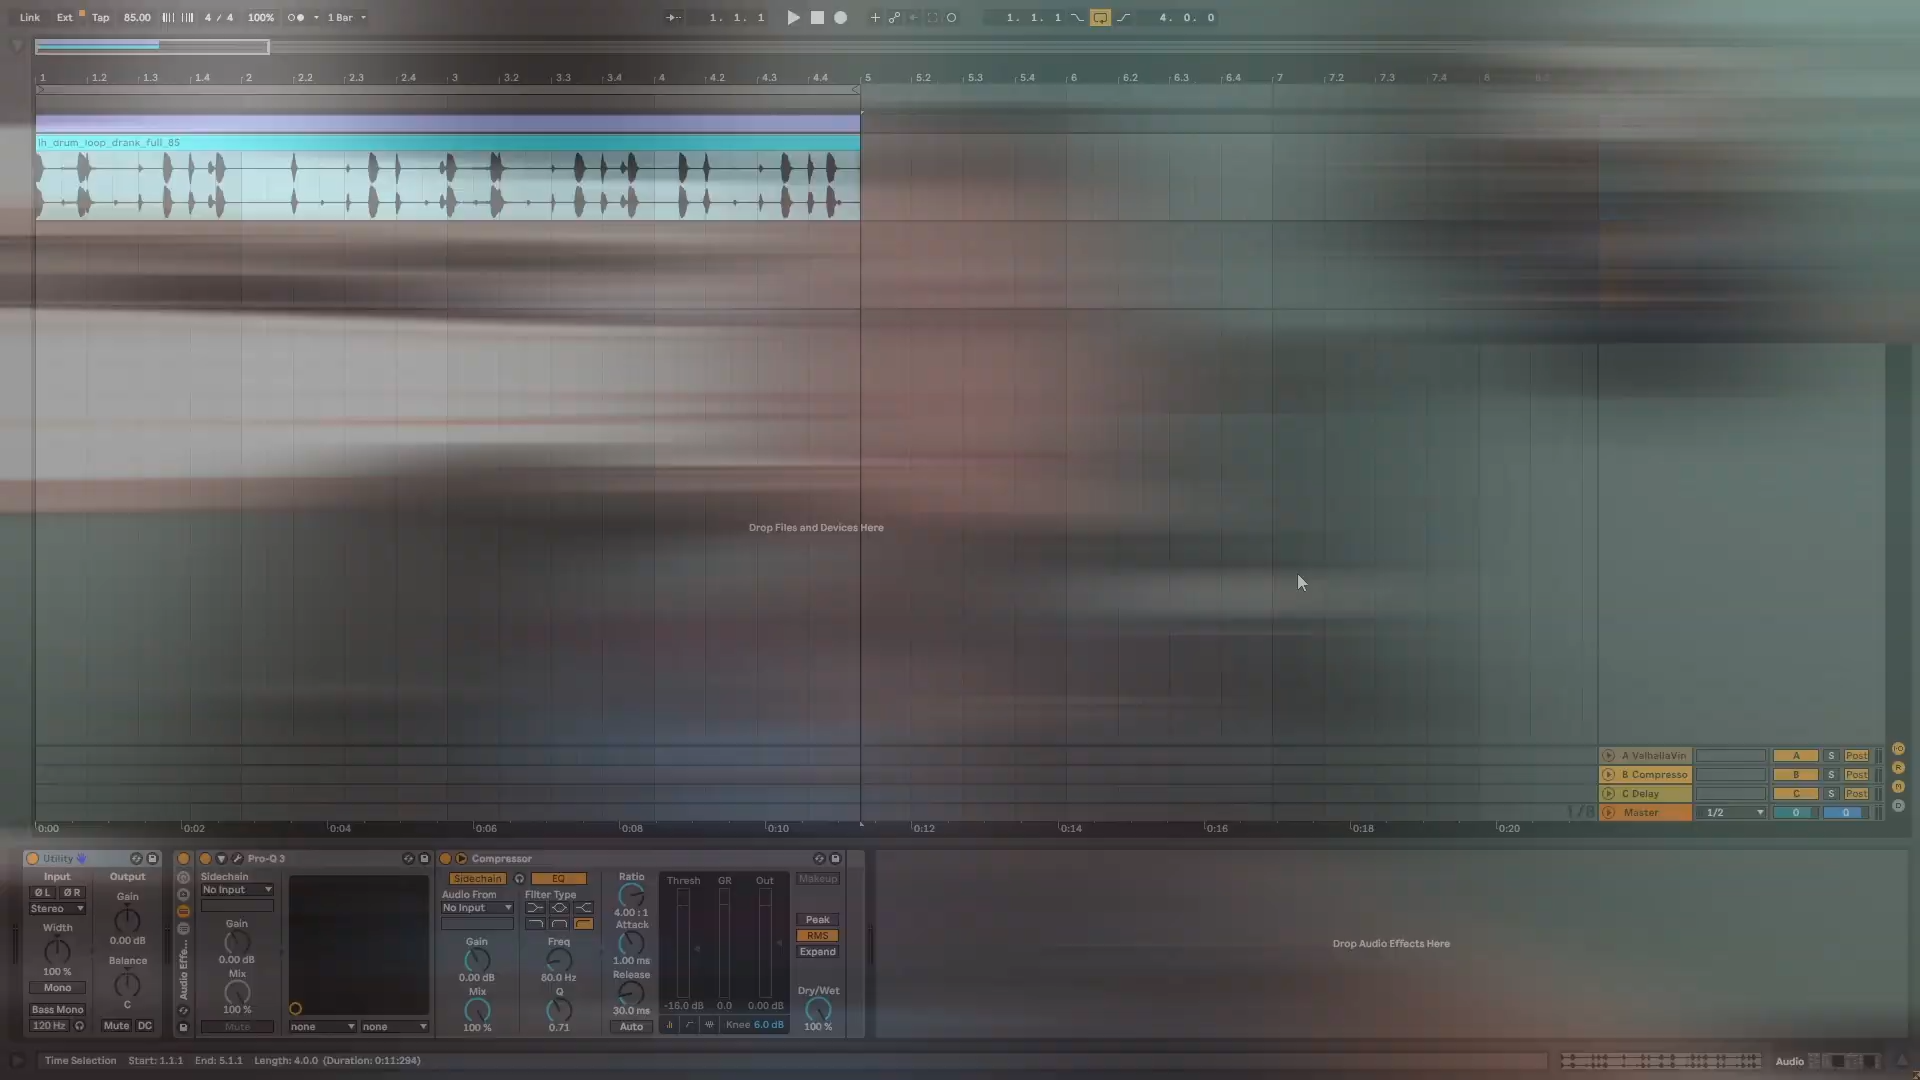 Link Ext Tap 85.00 4 / 4 100% 1 Bar 1. 1. 1 1. 1. 1 4. 0. 0
1 1.2 1.3 1.4 2 2.2 2.3 2.4 3 3.2 3.3 3.4 4 4.2 4.3 4.4 5 5.2 5.3 5.4 6 6.2 6.3 6.4 7 7.2 7.3 7.4 8 8.2
lh_drum_loop_drank_full_85
Drop Files and Devices Here
A ValhallaVin A S Post
B Compresso B S Post
C Delay C S Post
1/8 Master 1/2 0 0
0:00 0:02 0:04 0:06 0:08 0:10 0:12 0:14 0:16 0:18 0:20
Utility
Input Output
Ø L Ø R
Gain
Stereo
Width
0.00 dB
Balance
100 %
Mono
C
Bass Mono
120 Hz Mute DC
Audio Effe...
Pro-Q 3
Sidechain
No Input
Gain
0.00 dB
Mix
100 %
Mute none none
Compressor
Sidechain EQ
Audio From Filter Type
No Input
Gain Freq
0.00 dB 80.0 Hz
Mix Q
100 % 0.71
Ratio
4.00 : 1
Attack
1.00 ms
Release
30.0 ms
Auto
Thresh GR Out
-16.0 dB 0.0 0.00 dB
Knee 6.0 dB
Makeup
Peak
RMS
Expand
Dry/Wet
100 %
Drop Audio Effects Here
Time Selection Start: 1.1.1 End: 5.1.1 Length: 4.0.0 (Duration: 0:11:294)
Audio